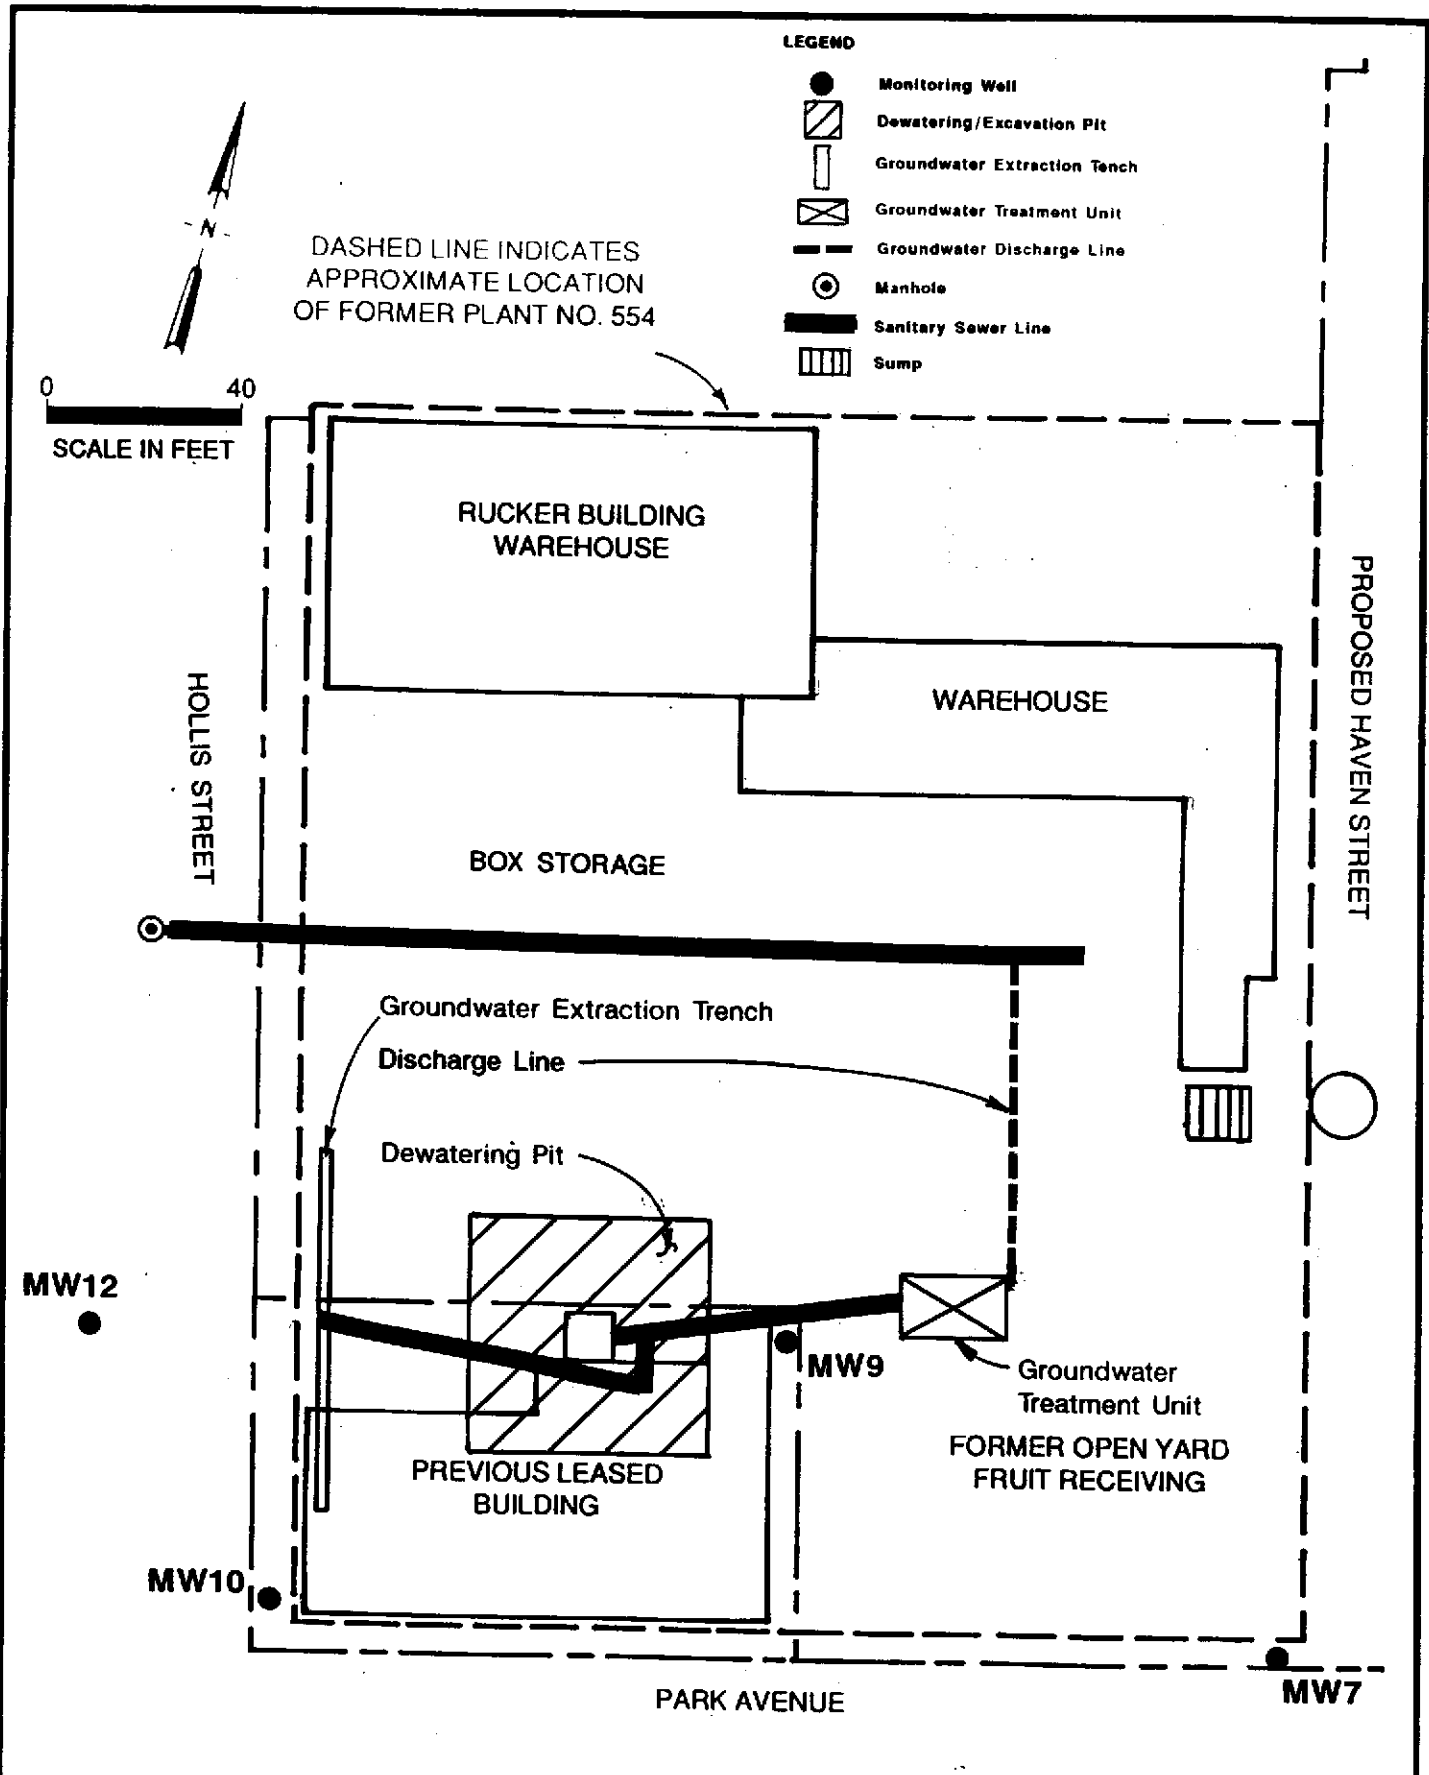 LEGEND
Monitoring Well
Dewatering/Excavation Pit
Groundwater Extraction Tench
Groundwater Treatment Unit
Groundwater Discharge Line
Manhole
Sanitary Sewer Line
Sump
N
DASHED LINE INDICATES
APPROXIMATE LOCATION
OF FORMER PLANT NO. 554
0 40
SCALE IN FEET
RUCKER BUILDING
WAREHOUSE
WAREHOUSE
PROPOSED HAVEN STREET
HOLLIS STREET
BOX STORAGE
Groundwater Extraction Trench
Discharge Line
Dewatering Pit
MW12
MW9
Groundwater
Treatment Unit
FORMER OPEN YARD
FRUIT RECEIVING
PREVIOUS LEASED
BUILDING
MW10
MW7
PARK AVENUE